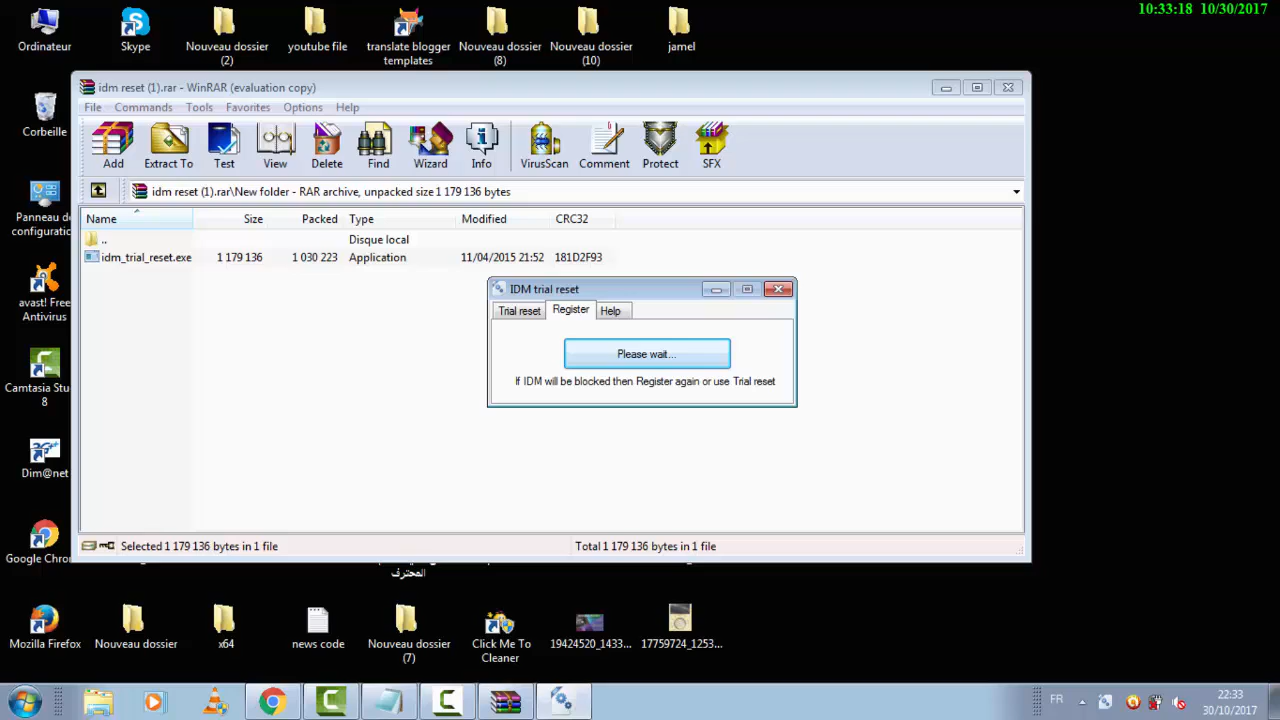 10:33:18 10/30/2017
Ordinateur
Skype
Nouveau dossier
(2)
youtube file
translate blogger
templates
Nouveau dossier
(8)
Nouveau dossier
(10)
jamel
idm reset (1).rar - WinRAR (evaluation copy)
File Commands Tools Favorites Options Help
Add Extract To Test View Delete Find Wizard Info VirusScan Comment Protect SFX
idm reset (1).rar\New folder - RAR archive, unpacked size 1 179 136 bytes
Name Size Packed Type Modified CRC32
.. Disque local
idm_trial_reset.exe 1 179 136 1 030 223 Application 11/04/2015 21:52 181D2F93
IDM trial reset
Trial reset Register Help
Please wait...
If IDM will be blocked then Register again or use Trial reset
Selected 1 179 136 bytes in 1 file Total 1 179 136 bytes in 1 file
Corbeille
Panneau de
configuratio
avast! Free
Antivirus
Camtasia Stu
8
Dim@net
Google Chro
المحترف
Mozilla Firefox
Nouveau dossier
x64
news code
Nouveau dossier
(7)
Click Me To
Cleaner
19424520_1433...
17759724_1253...
FR
22:33
30/10/2017